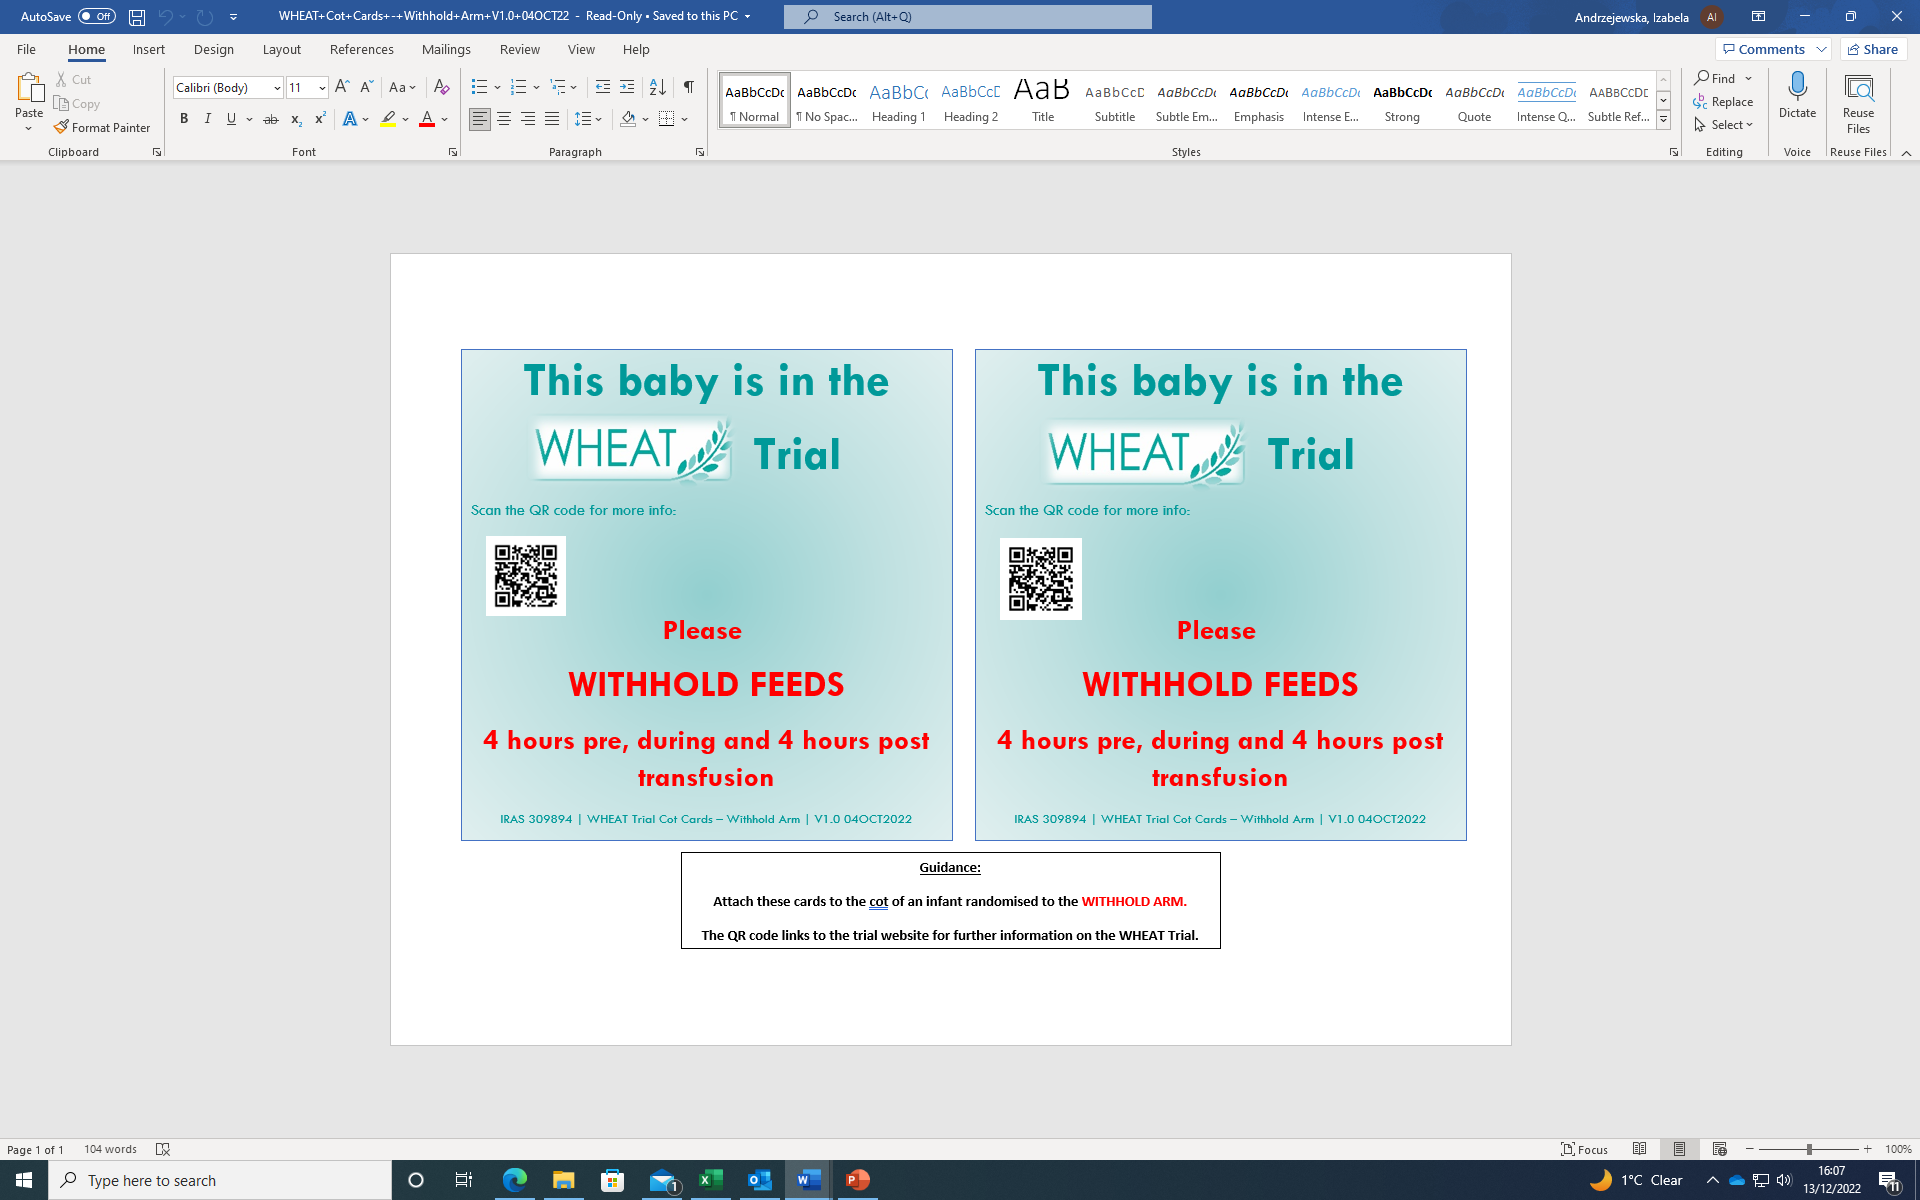 AutoSave Off
WHEAT+Cot+Cards+-+Withhold+Arm+V1.0+04OCT22 - Read-Only • Saved to this PC
Search (Alt+Q)
Andrzejewska, Izabela AI
File Home Insert Design Layout References Mailings Review View Help
Comments Share
Paste
Cut
Copy
Format Painter
Clipboard
Calibri (Body) 11
Font
Paragraph
AaBbCcDc AaBbCcDc AaBbCc AaBbCcD AaB AaBbCcD AaBbCcDc AaBbCcDc AaBbCcDc AaBbCcDc AaBbCcDc AaBbCcDc AaBbCcDd
¶ Normal ¶ No Spac... Heading 1 Heading 2 Title Subtitle Subtle Em... Emphasis Intense E... Strong Quote Intense Q... Subtle Ref...
Styles
Find
Replace
Select
Editing
Dictate
Voice
Reuse Files
Reuse Files
This baby is in the
WHEAT Trial
Scan the QR code for more info:
Please
WITHHOLD FEEDS
4 hours pre, during and 4 hours post
transfusion
IRAS 309894 | WHEAT Trial Cot Cards – Withhold Arm | V1.0 04OCT2022
This baby is in the
WHEAT Trial
Scan the QR code for more info:
Please
WITHHOLD FEEDS
4 hours pre, during and 4 hours post
transfusion
IRAS 309894 | WHEAT Trial Cot Cards – Withhold Arm | V1.0 04OCT2022
Guidance:
Attach these cards to the cot of an infant randomised to the WITHHOLD ARM.
The QR code links to the trial website for further information on the WHEAT Trial.
Page 1 of 1 104 words
Focus 100%
Type here to search
1
1°C Clear
16:07
13/12/2022
11